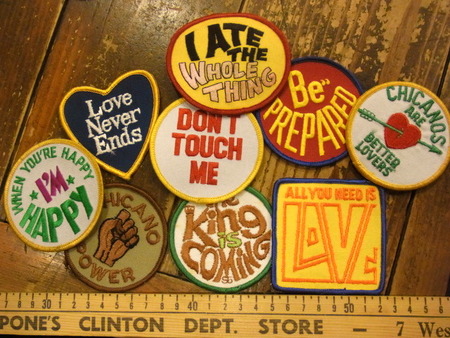 I ATE
THE
WHOLE
THING
Love
Never
Ends
DON'T
TOUCH
ME
Be
PREPARED
CHICANOS
ARE
BETTER
LOVERS
WHEN YOU'RE HAPPY
I'M
HAPPY
CHICANO
POWER
The
King
is
COMING
ALL YOU NEED IS
LOVE
30 40 50
PONE'S CLINTON DEPT. STORE — 7 Wes